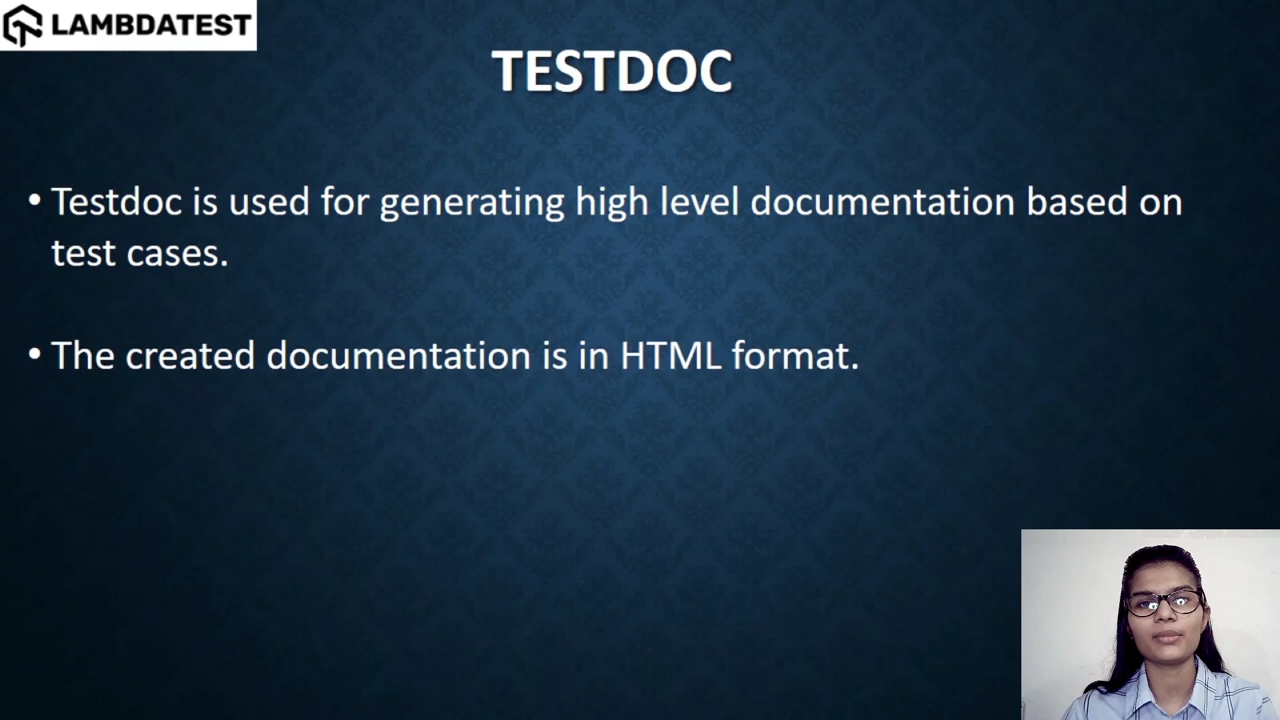 LAMBDATEST
TESTDOC
• Testdoc is used for generating high level documentation based on
test cases.
• The created documentation is in HTML format.